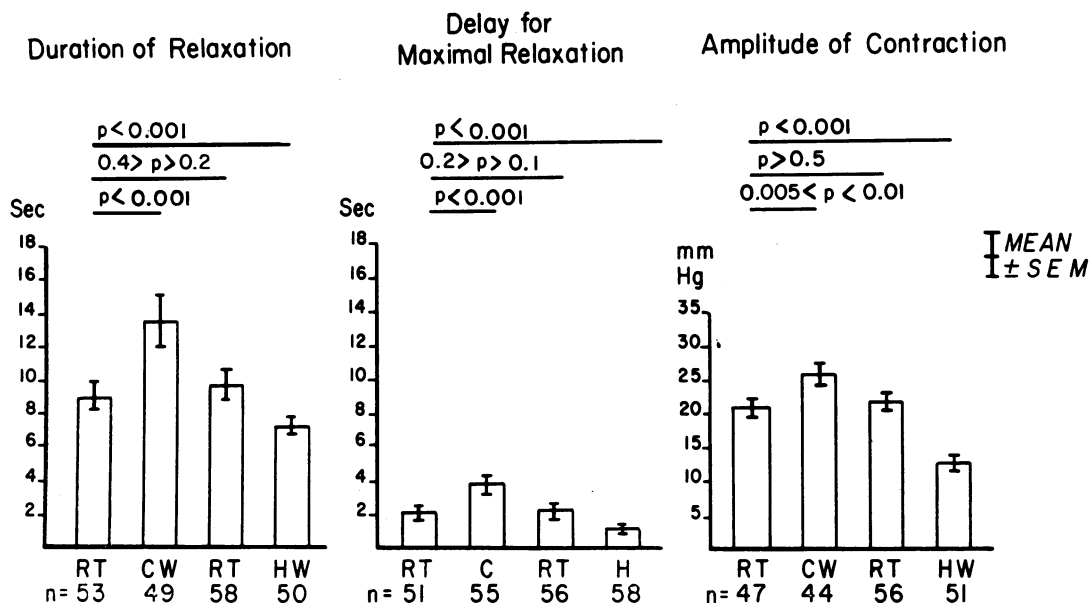 Duration of Relaxation
p < 0.001
0.4 > p > 0.2
p < 0.001
Sec
18
16
14
12
10
8
6
4
2
RT CW RT HW
n = 53 49 58 50
Delay for
Maximal Relaxation
p < 0.001
0.2 > p > 0.1
p < 0.001
Sec
18
16
14
12
10
8
6
4
2
RT C RT H
n = 51 55 56 58
Amplitude of Contraction
p < 0.001
p > 0.5
0.005 < p < 0.01
mm
Hg
35
30
25
20
15
10
5
RT CW RT HW
n = 47 44 56 51
MEAN
± SEM